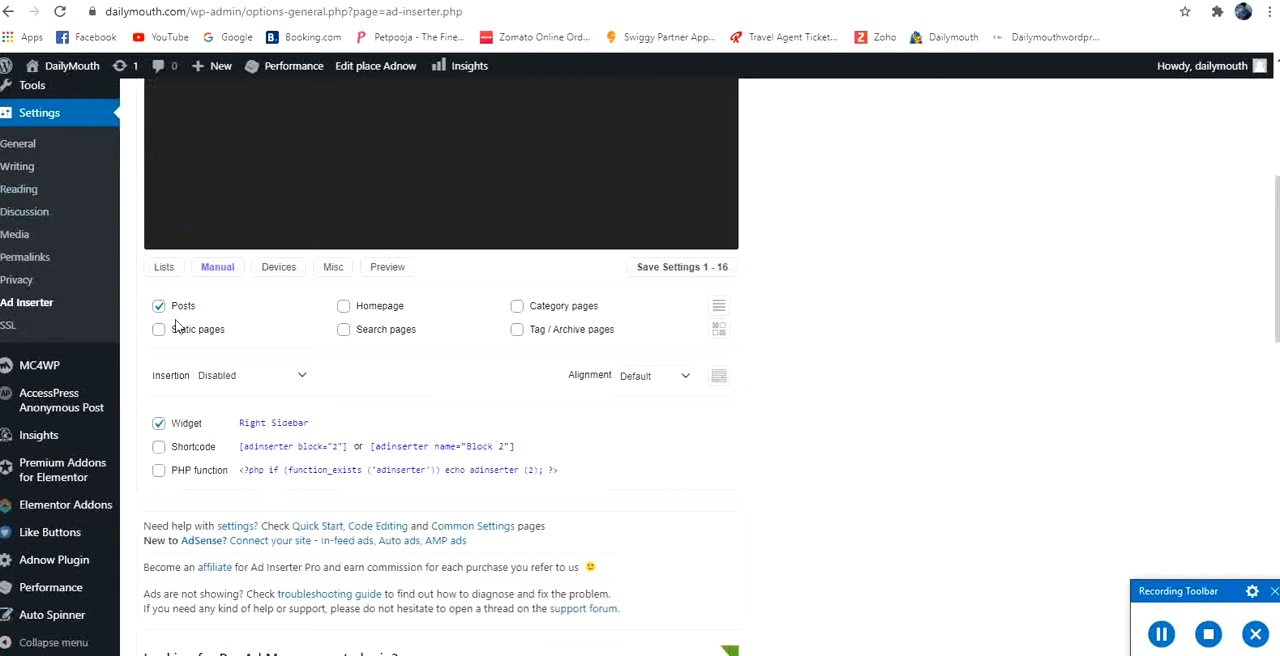 dailymouth.com/wp-admin/options-general.php?page=ad-inserter.php
Apps Facebook YouTube Google Booking.com Petpooja - The Fine... Zomato Online Ord... Swiggy Partner App... Travel Agent Ticket... Zoho Dailymouth Dailymouthwordpr...
DailyMouth 1 0 New Performance Edit place Adnow Insights Howdy, dailymouth
Tools
Settings
General
Writing
Reading
Discussion
Media
Permalinks
Privacy
Ad Inserter
SSL
MC4WP
AccessPress
Anonymous Post
Insights
Premium Addons
for Elementor
Elementor Addons
Like Buttons
Adnow Plugin
Performance
Auto Spinner
Collapse menu
Lists Manual Devices Misc Preview Save Settings 1 - 16
Posts Homepage Category pages
Static pages Search pages Tag / Archive pages
Insertion Disabled Alignment Default
Widget Right Sidebar
Shortcode [adinserter block="2"] or [adinserter name="Block 2"]
PHP function <?php if (function_exists ('adinserter')) echo adinserter (2); ?>
Need help with settings? Check Quick Start, Code Editing and Common Settings pages
New to AdSense? Connect your site - In-feed ads, Auto ads, AMP ads
Become an affiliate for Ad Inserter Pro and earn commission for each purchase you refer to us
Ads are not showing? Check troubleshooting guide to find out how to diagnose and fix the problem.
If you need any kind of help or support, please do not hesitate to open a thread on the support forum.
Recording Toolbar